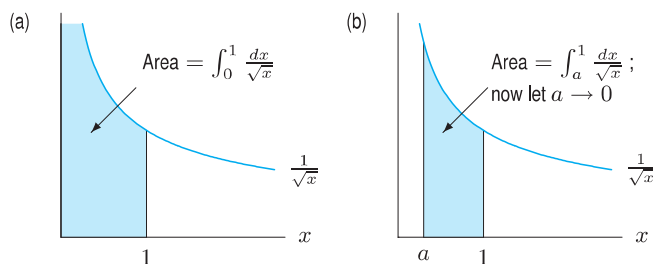 (a)
Area = ∫₀¹ dx/√x
1/√x
1
x
(b)
Area = ∫ₐ¹ dx/√x ;
now let a → 0
1/√x
a
1
x